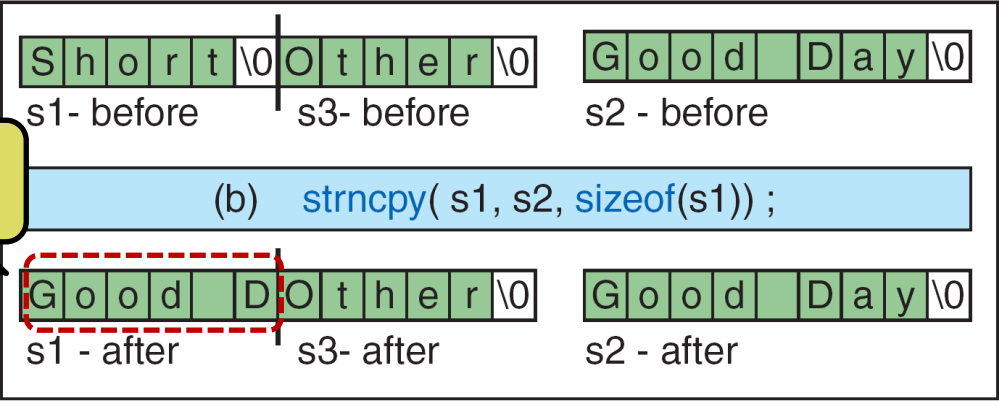 S h o r t \0 O t h e r \0 G o o d D a y \0
s1- before s3- before s2 - before
(b) strncpy( s1, s2, sizeof(s1)) ;
G o o d D O t h e r \0 G o o d D a y \0
s1 - after s3- after s2 - after